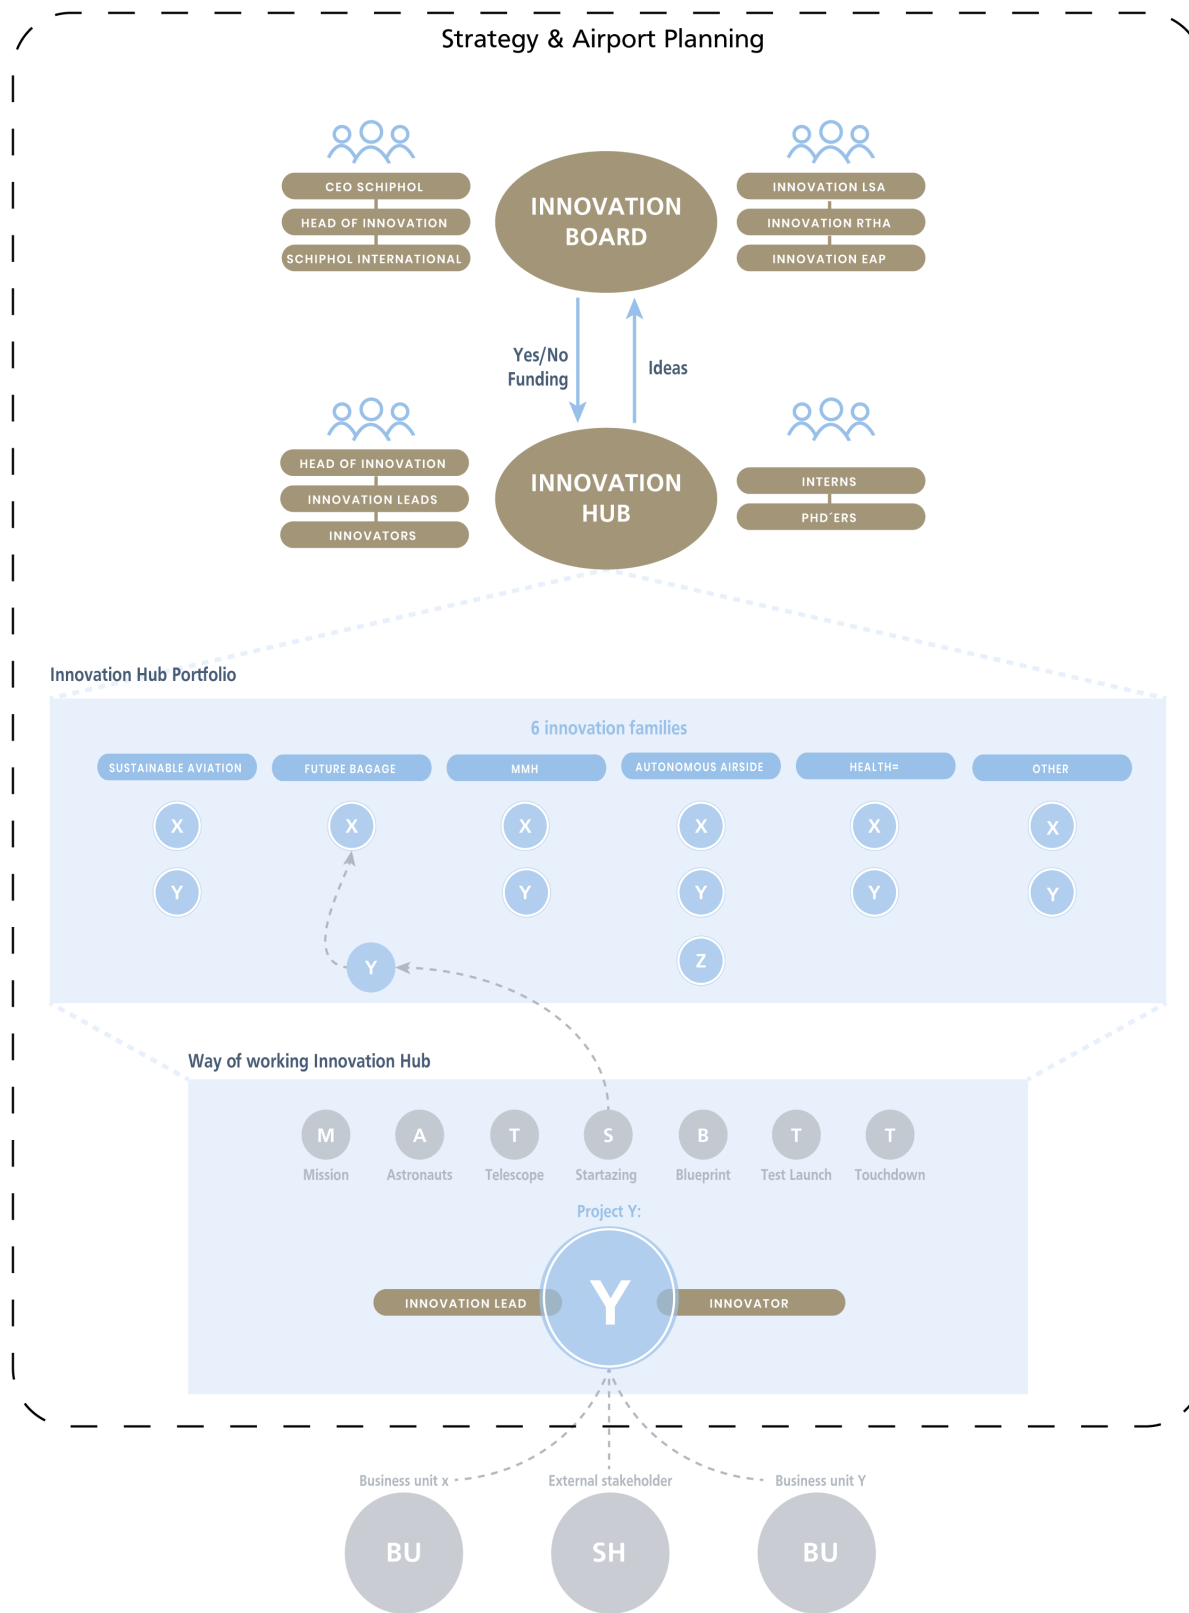 Strategy & Airport Planning
CEO SCHIPHOL
HEAD OF INNOVATION
SCHIPHOL INTERNATIONAL
INNOVATION
BOARD
INNOVATION LSA
INNOVATION RTHA
INNOVATION EAP
Yes/No
Funding
Ideas
HEAD OF INNOVATION
INNOVATION LEADS
INNOVATORS
INNOVATION
HUB
INTERNS
PHD´ERS
Innovation Hub Portfolio
6 innovation families
SUSTAINABLE AVIATION
FUTURE BAGAGE
MMH
AUTONOMOUS AIRSIDE
HEALTH=
OTHER
X
X
X
X
X
X
Y
Y
Y
Y
Y
Y
Z
Way of working Innovation Hub
M
A
T
S
B
T
T
Mission
Astronauts
Telescope
Startazing
Blueprint
Test Launch
Touchdown
Project Y:
INNOVATION LEAD
Y
INNOVATOR
Business unit x
External stakeholder
Business unit Y
BU
SH
BU